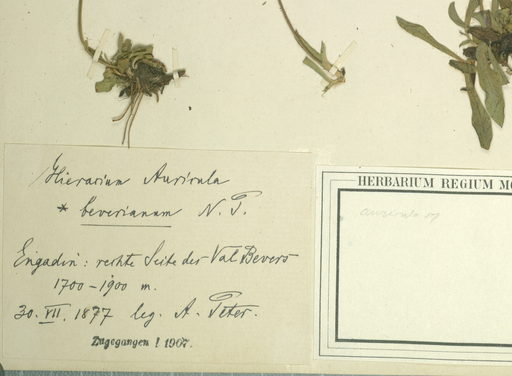 Hieracium Auricula
* beverianum N. P.
Engadin: rechte Seite des Val Bevers
1700-1900 m.
30. VII. 1877 leg. A. Peter.
Zugegangen ! 1907.
HERBARIUM REGIUM MO
auricula